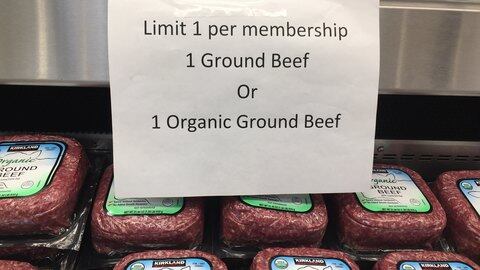 Limit 1 per membership
1 Ground Beef
Or
1 Organic Ground Beef
KIRKLAND
Organic
GROUND
BEEF
KIRKLAND
ROUND
BEEF
KIRKLAND
KIRKLAND